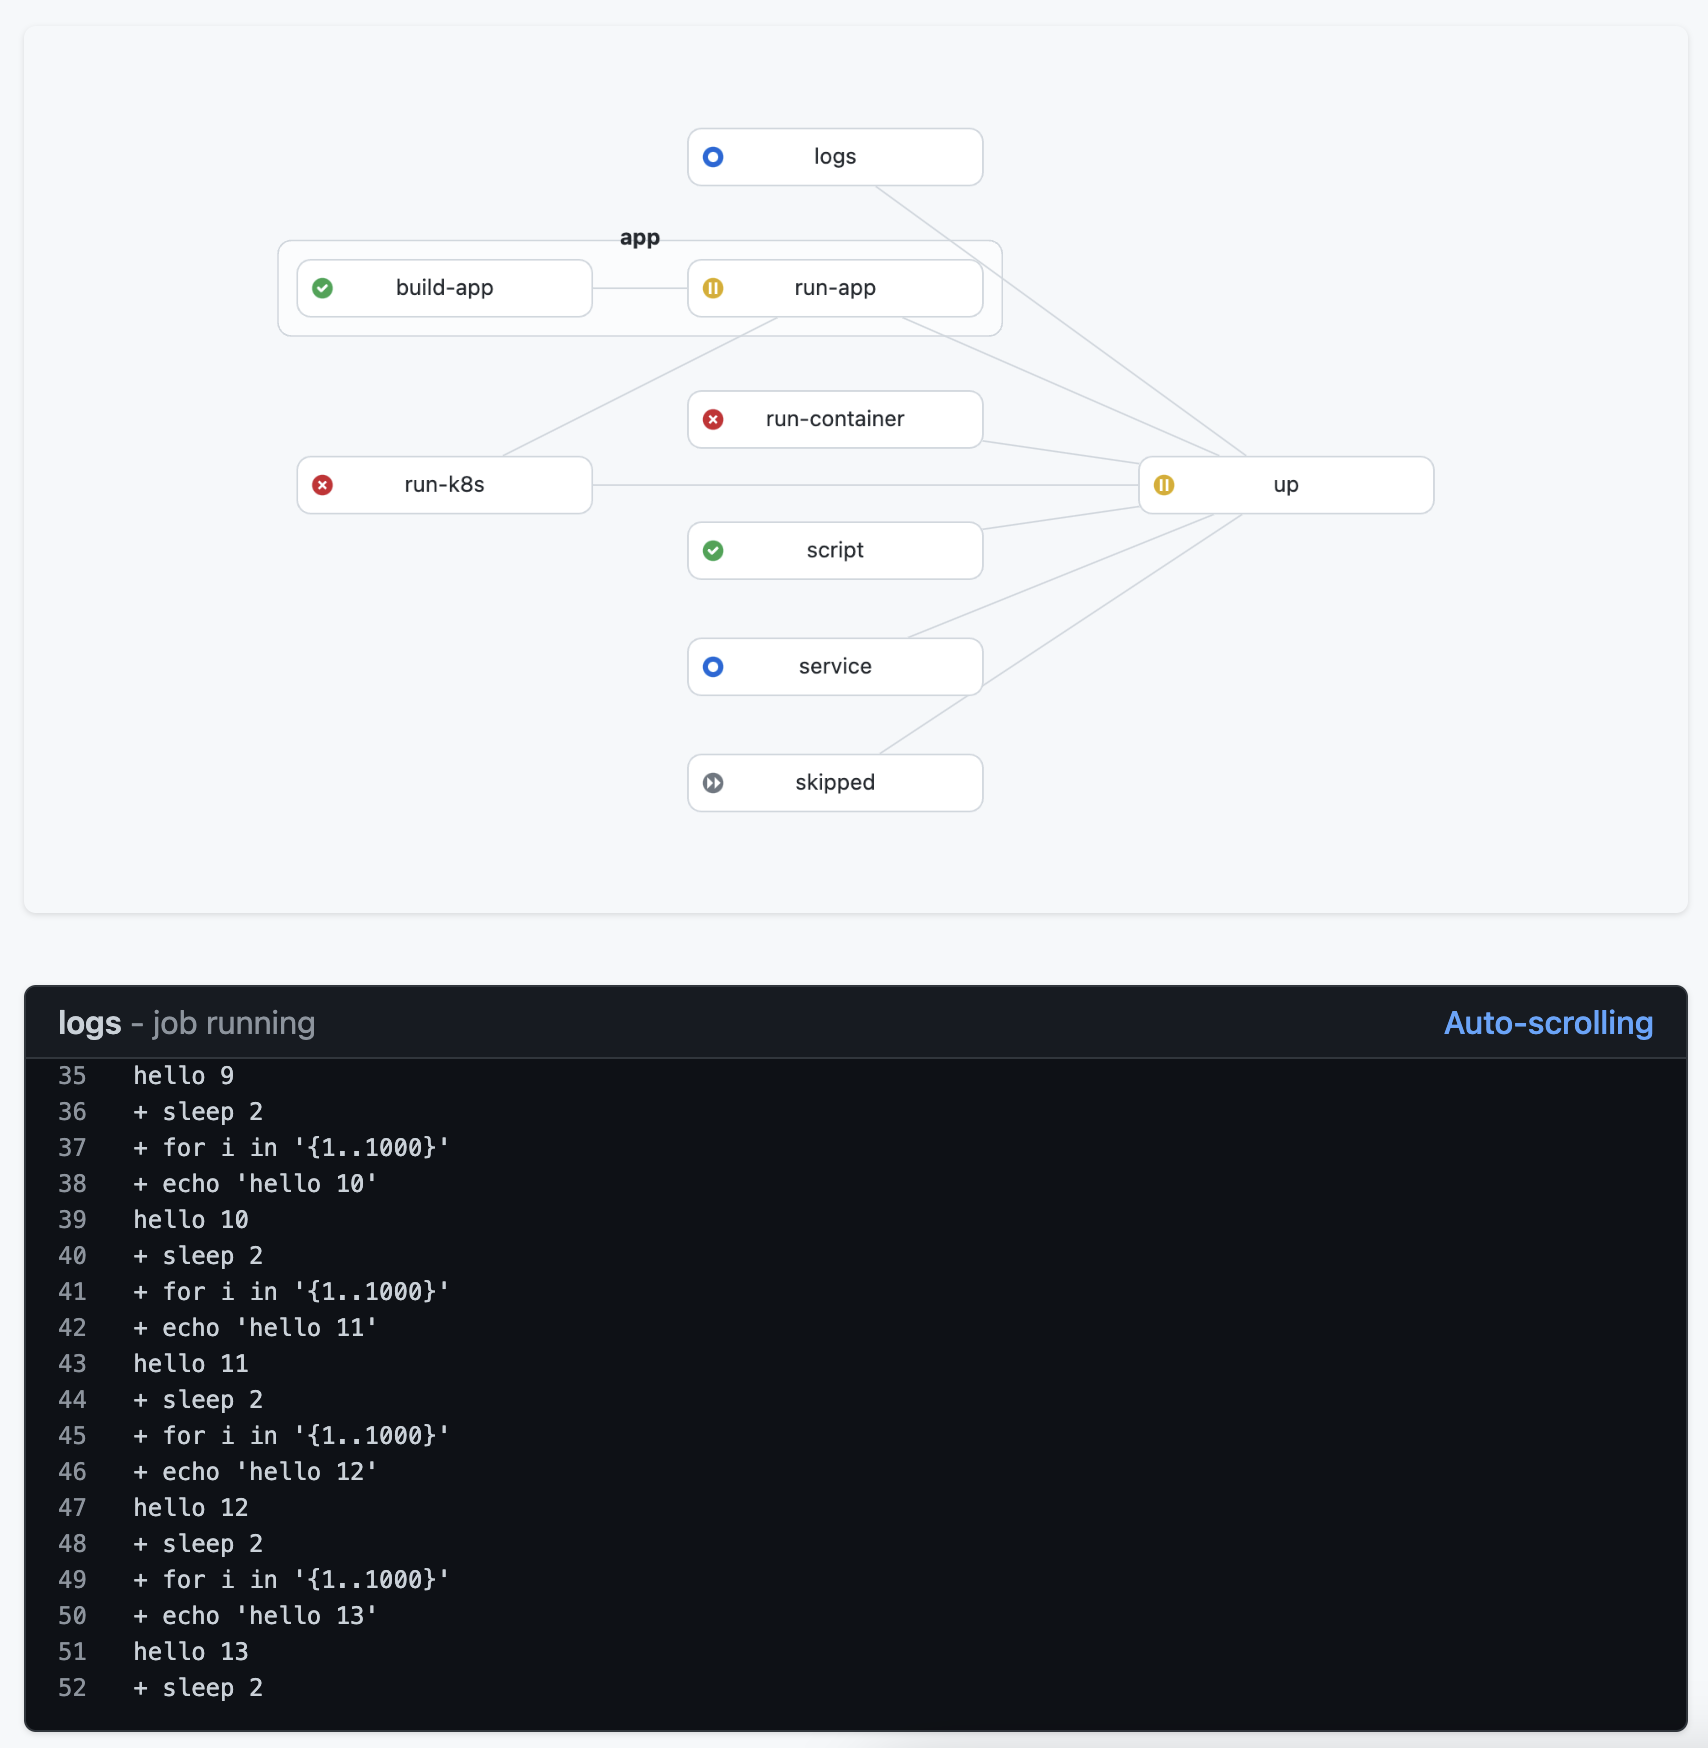 logs
app
build-app
run-app
run-container
run-k8s
up
script
service
skipped
logs - job running
Auto-scrolling
35 hello 9
36 + sleep 2
37 + for i in '{1..1000}'
38 + echo 'hello 10'
39 hello 10
40 + sleep 2
41 + for i in '{1..1000}'
42 + echo 'hello 11'
43 hello 11
44 + sleep 2
45 + for i in '{1..1000}'
46 + echo 'hello 12'
47 hello 12
48 + sleep 2
49 + for i in '{1..1000}'
50 + echo 'hello 13'
51 hello 13
52 + sleep 2